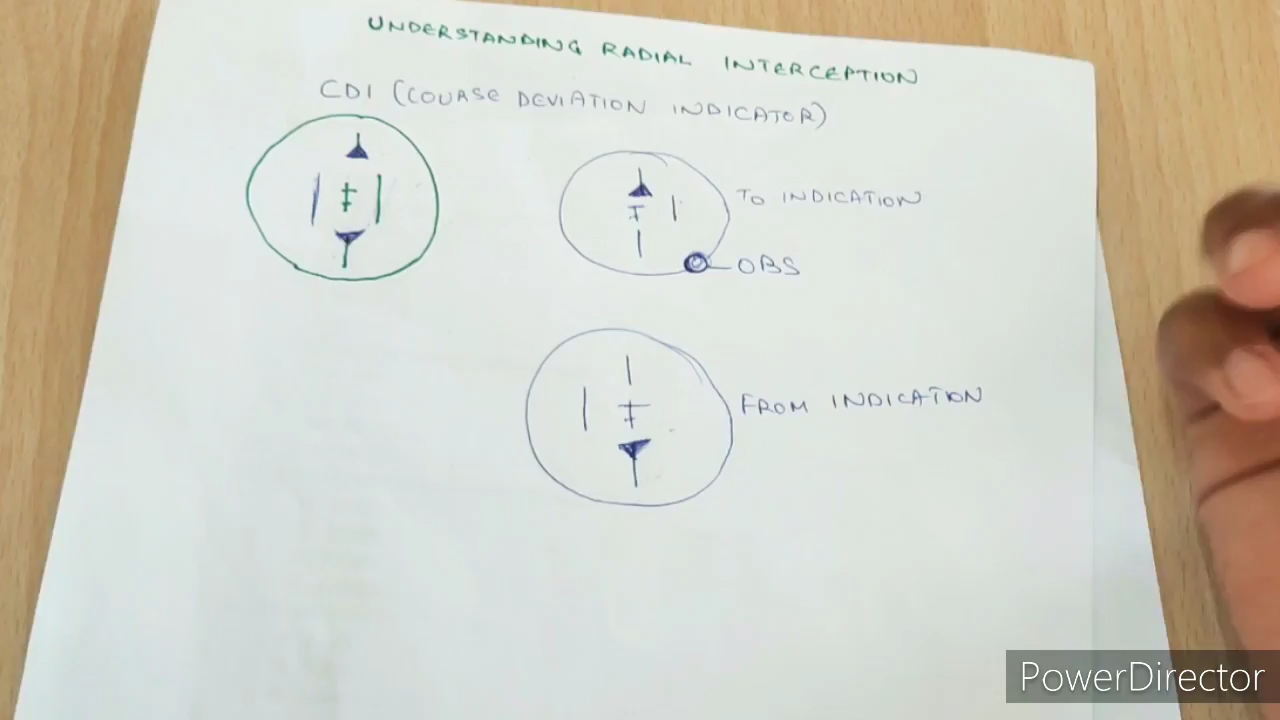 UNDERSTANDING RADIAL INTERCEPTION
CDI (COURSE DEVIATION INDICATOR)
TO INDICATION
OBS
FROM INDICATION
PowerDirector